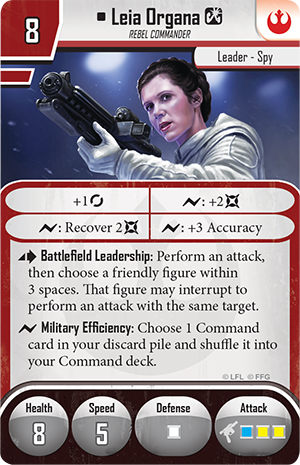 Leia Organa
8
REBEL COMMANDER
Leader - Spy
+1
: +2
: Recover 2
: +3 Accuracy
Battlefield Leadership: Perform an attack,
then choose a friendly figure within
3 spaces. That figure may interrupt to
perform an attack with the same target.
Military Efficiency: Choose 1 Command
card in your discard pile and shuffle it into
your Command deck.
© LFL © FFG
Health
Speed
Defense
Attack
8
5